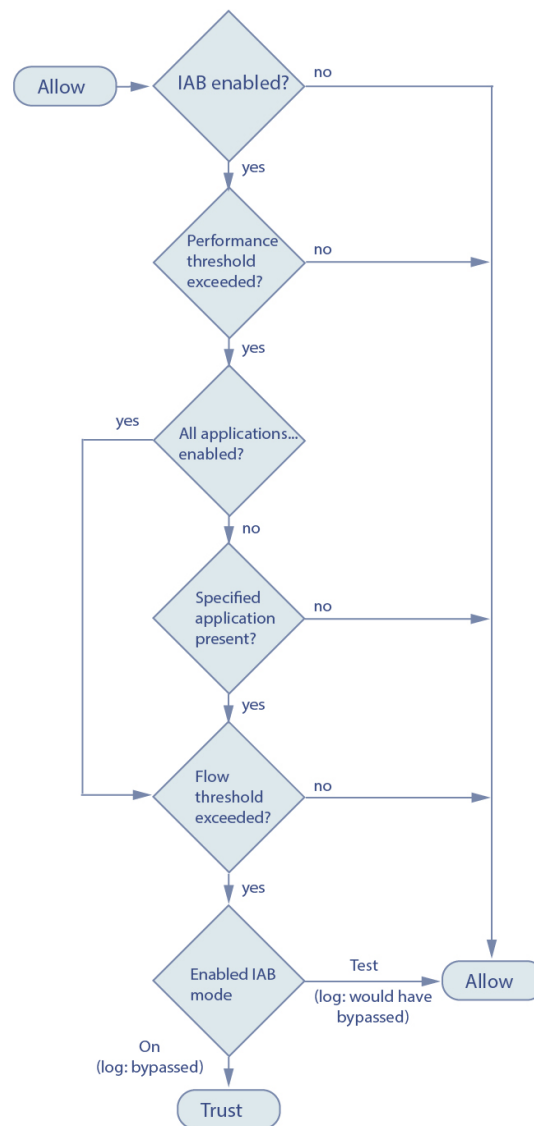 Allow
IAB enabled?
no
yes
Performance
threshold
exceeded?
no
yes
yes
All applications...
enabled?
no
Specified
application
present?
no
yes
Flow
threshold
exceeded?
no
yes
Enabled IAB
mode
Test
(log: would have
bypassed)
Allow
On
(log: bypassed)
Trust